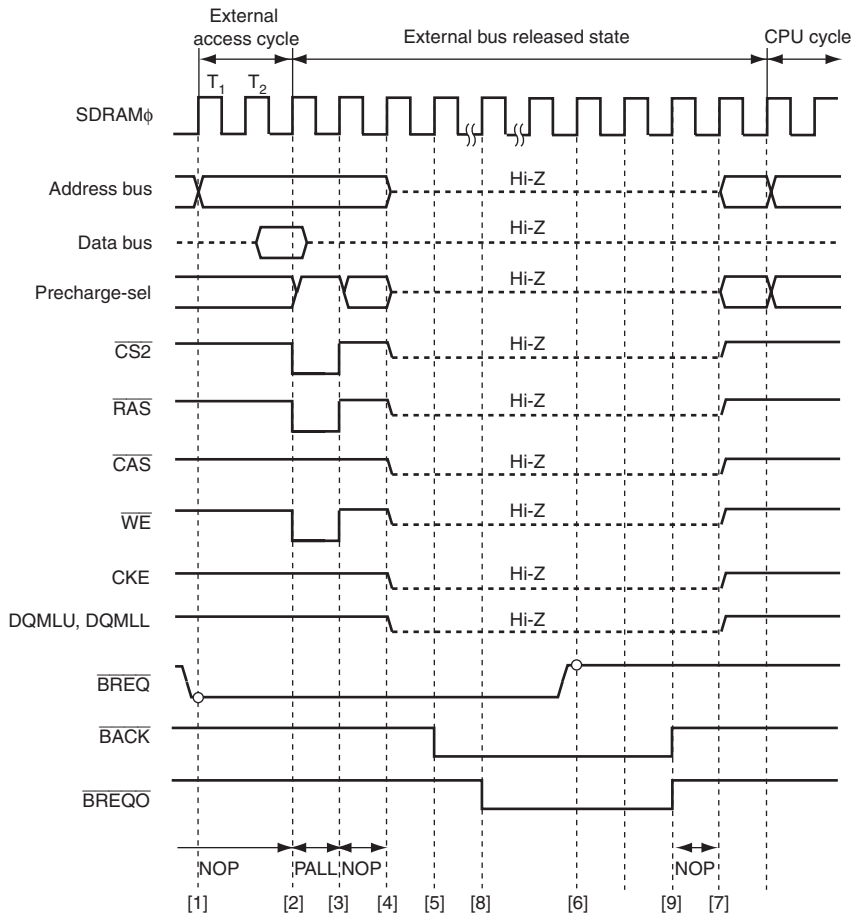 External
access cycle
External bus released state
CPU cycle
T1 T2
SDRAMϕ
Address bus
Hi-Z
Data bus
Hi-Z
Precharge-sel
Hi-Z
CS2
Hi-Z
RAS
Hi-Z
CAS
Hi-Z
WE
Hi-Z
CKE
Hi-Z
DQMLU, DQMLL
Hi-Z
BREQ
BACK
BREQO
NOP PALL NOP NOP
[1] [2] [3] [4] [5] [8] [6] [9] [7]